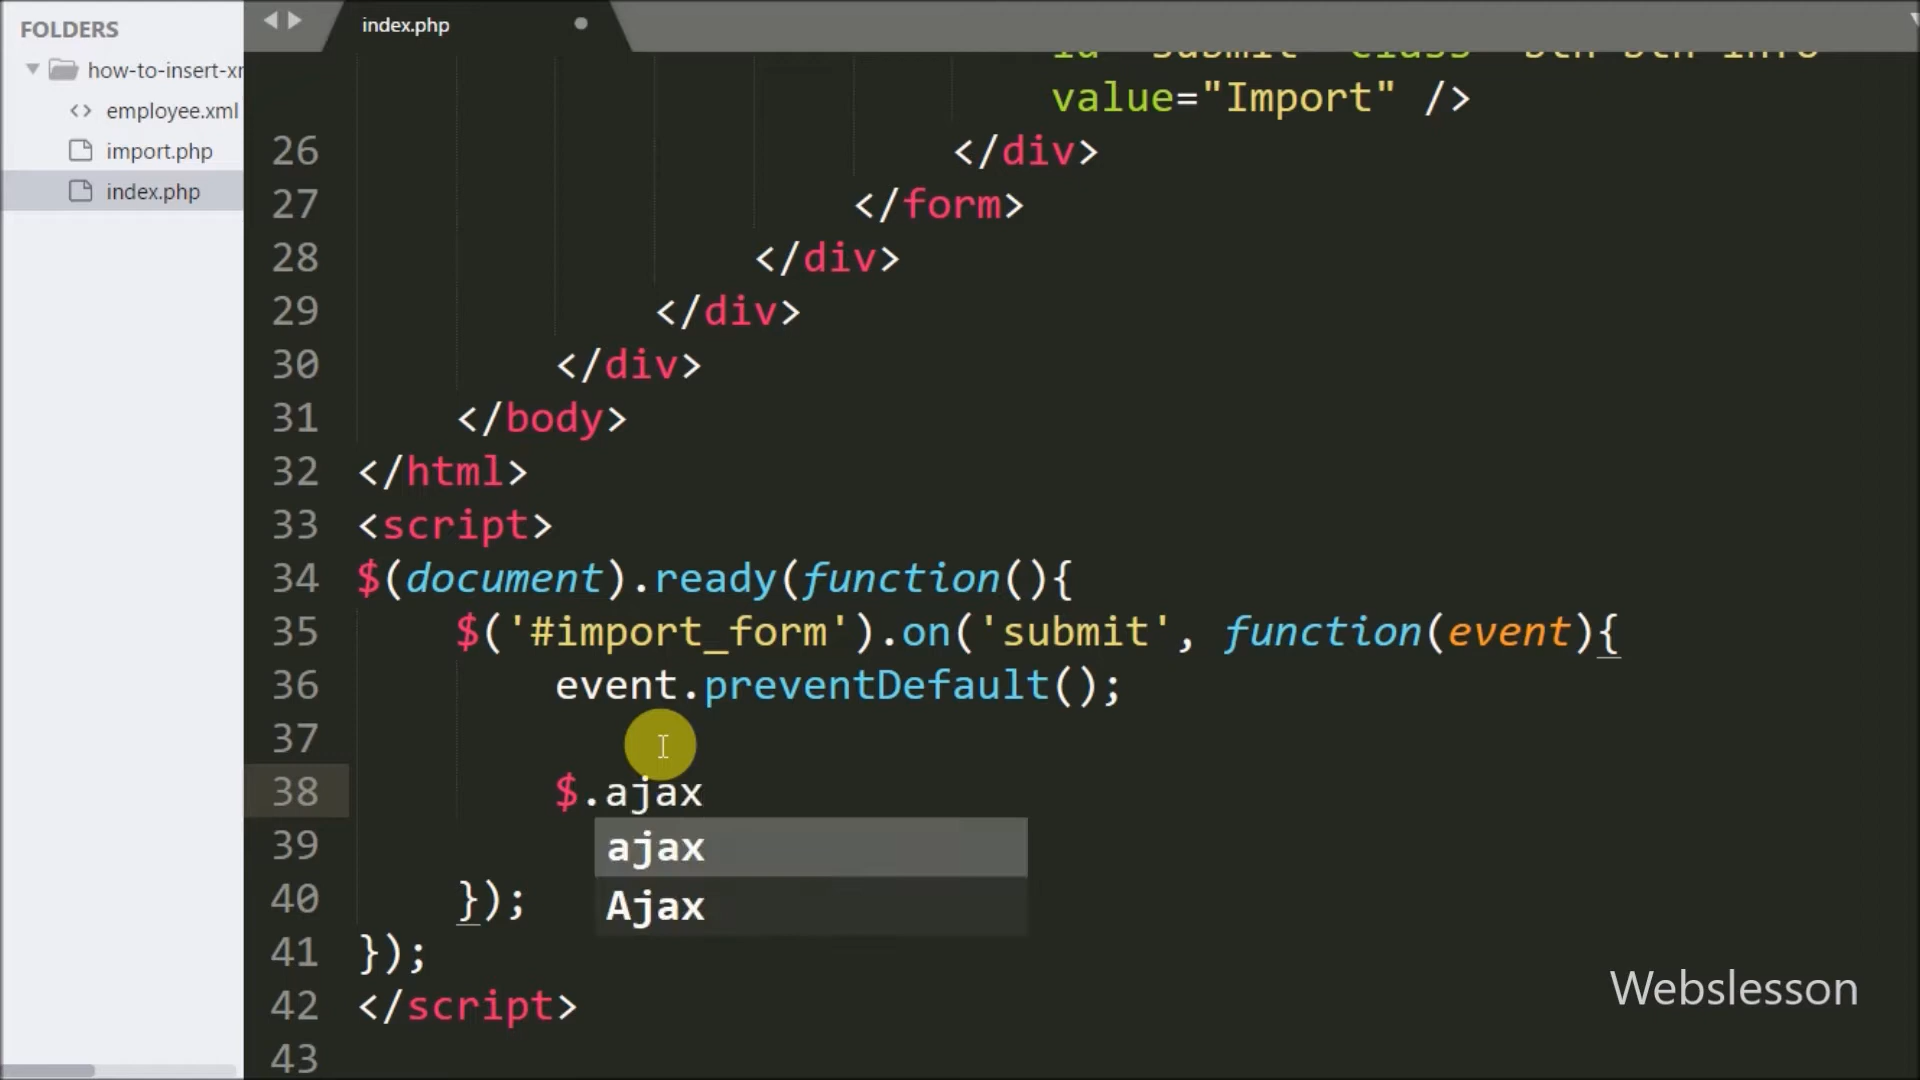 FOLDERS
how-to-insert-xr
employee.xml
import.php
index.php
index.php
value="Import" />
26 </div>
27 </form>
28 </div>
29 </div>
30 </div>
31 </body>
32 </html>
33 <script>
34 $(document).ready(function(){
35 $('#import_form').on('submit', function(event){
36 event.preventDefault();
37
38 $.ajax
ajax
39
Ajax
40 });
41 });
42 </script>
43
Webslesson